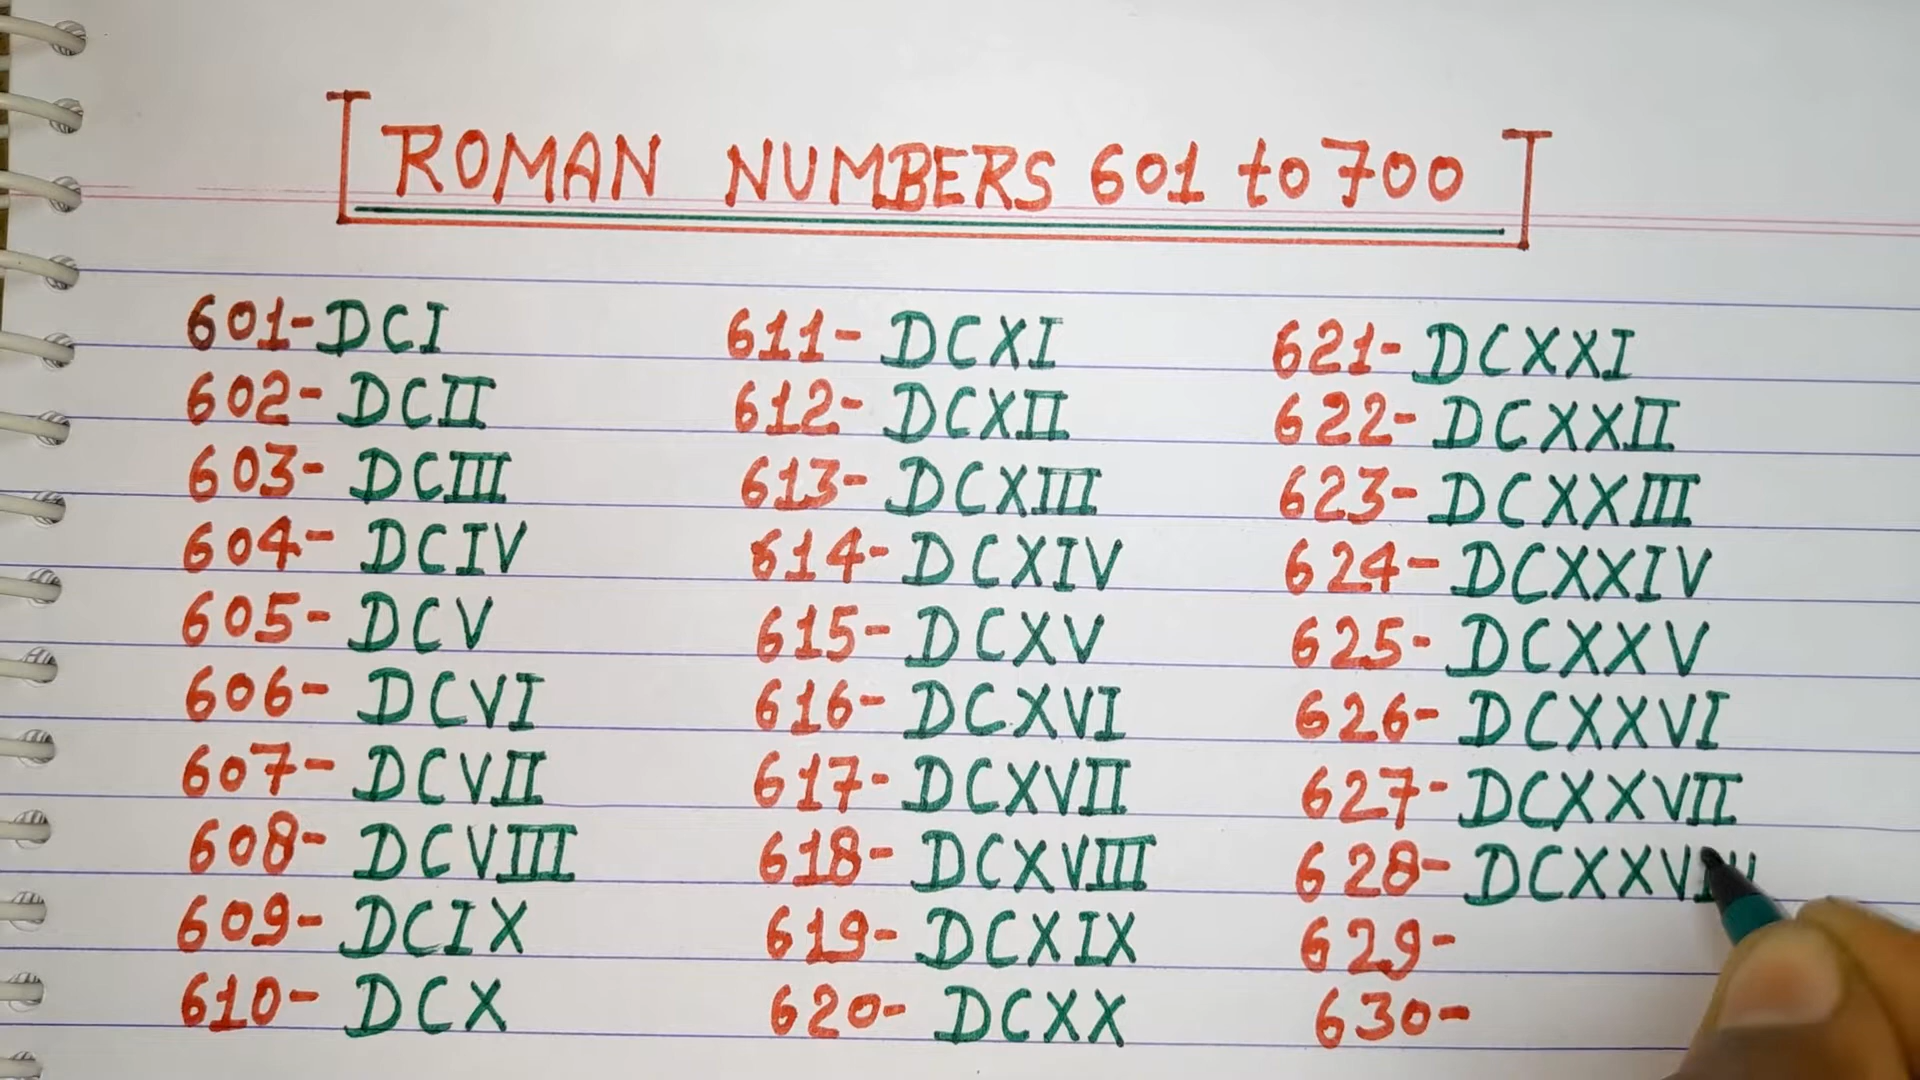 ROMAN NUMBERS 601 to 700
601- DCI
602- DCII
603- DCIII
604- DCIV
605- DCV
606- DCVI
607- DCVII
608- DCVIII
609- DCIX
610- DCX
611- DCXI
612- DCXII
613- DCXIII
614- DCXIV
615- DCXV
616- DCXVI
617- DCXVII
618- DCXVIII
619- DCXIX
620- DCXX
621- DCXXI
622- DCXXII
623- DCXXIII
624- DCXXIV
625- DCXXV
626- DCXXVI
627- DCXXVII
628- DCXXVIII
629-
630-